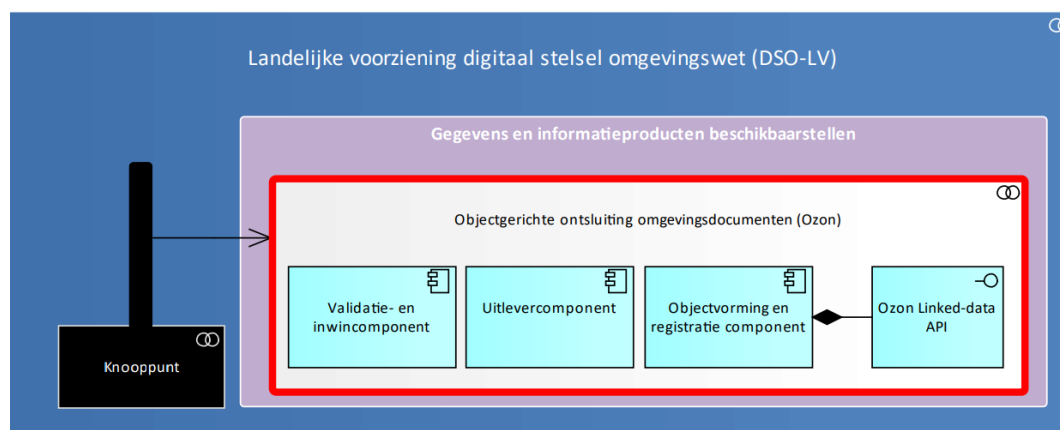 Landelijke voorziening digitaal stelsel omgevingswet (DSO-LV)
Gegevens en informatieproducten beschikbaarstellen
Objectgerichte ontsluiting omgevingsdocumenten (Ozon)
Validatie- en
inwincomponent
Uitlevercomponent
Objectvorming en
registratie component
Ozon Linked-data
API
Knooppunt